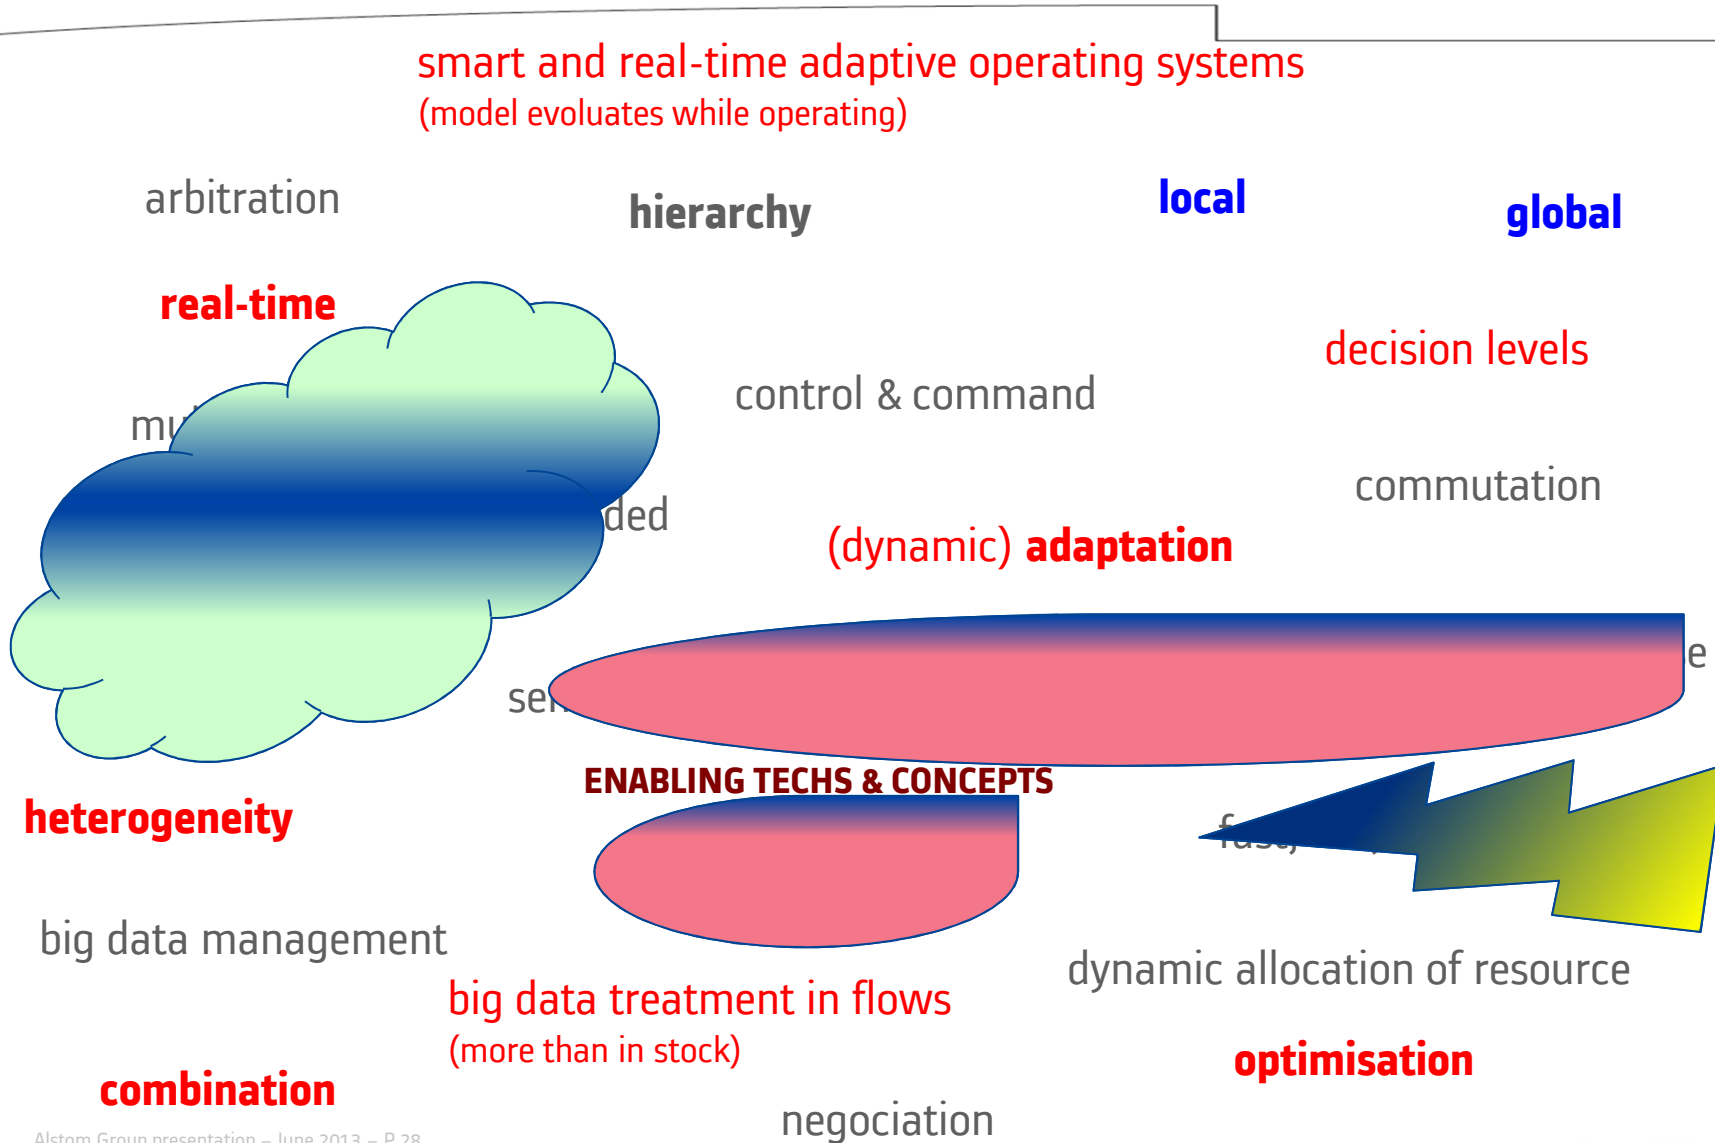 smart and real-time adaptive operating systems
(model evoluates while operating)
arbitration
hierarchy
local
global
real-time
decision levels
control & command
commutation
(dynamic) adaptation
ENABLING TECHS & CONCEPTS
heterogeneity
big data management
dynamic allocation of resource
big data treatment in flows
(more than in stock)
optimisation
combination
negociation
Alstom Group presentation – June 2013 – P 28